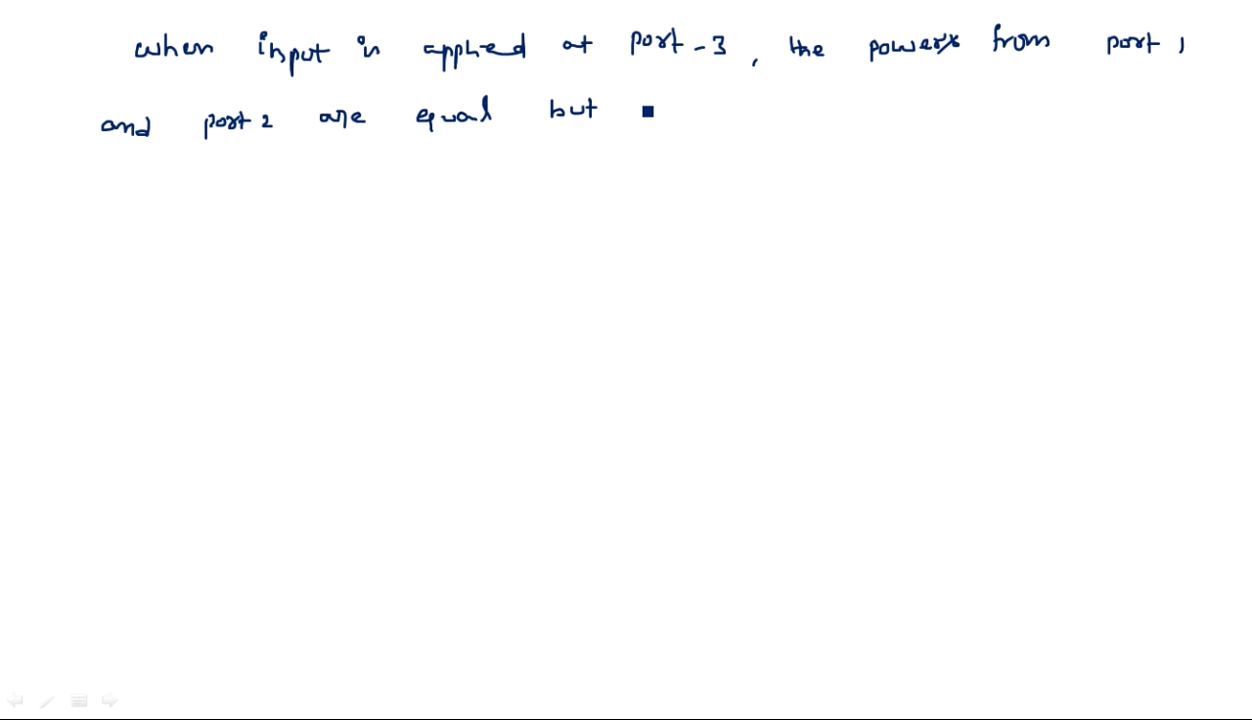 when input is applied at port-3, the powers from port 1
and port 2 are equal but